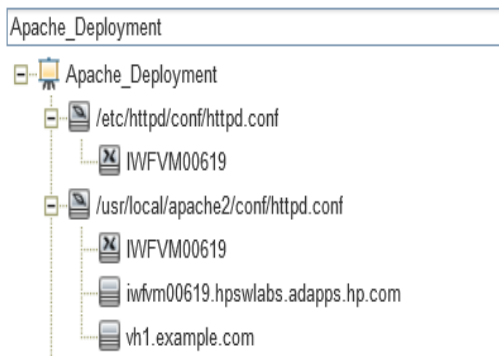 Apache_Deployment
Apache_Deployment
/etc/httpd/conf/httpd.conf
IWFVM00619
/usr/local/apache2/conf/httpd.conf
IWFVM00619
iwfvm00619.hpswlabs.adapps.hp.com
vh1.example.com